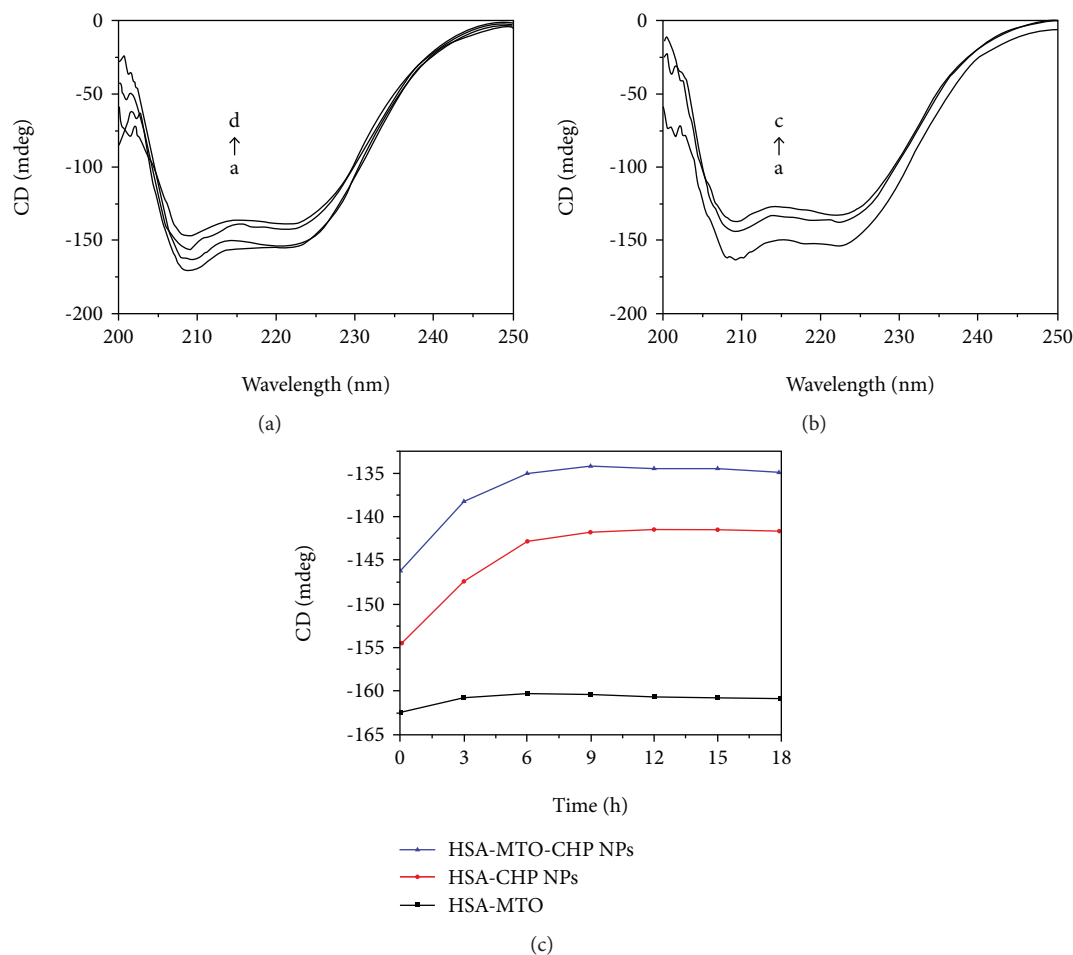 0
-50
-100
-150
-200
CD (mdeg)
d
↑
a
200 210 220 230 240 250
Wavelength (nm)
(a)
0
-50
-100
-150
-200
CD (mdeg)
c
↑
a
200 210 220 230 240 250
Wavelength (nm)
(b)
-135
-140
-145
-150
-155
-160
-165
CD (mdeg)
0 3 6 9 12 15 18
Time (h)
HSA-MTO-CHP NPs
HSA-CHP NPs
HSA-MTO
(c)